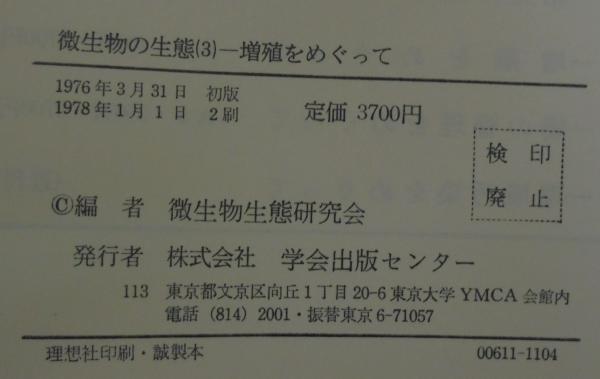 微生物の生態(3)―増殖をめぐって
1976年3月31日 初版
1978年1月1日 2刷
定価 3700円
検印
廃止
©編者 微生物生態研究会
発行者 株式会社 学会出版センター
113 東京都文京区向丘1丁目20-6東京大学YMCA会館内
電話(814)2001・振替東京6-71057
理想社印刷・誠製本 00611-1104